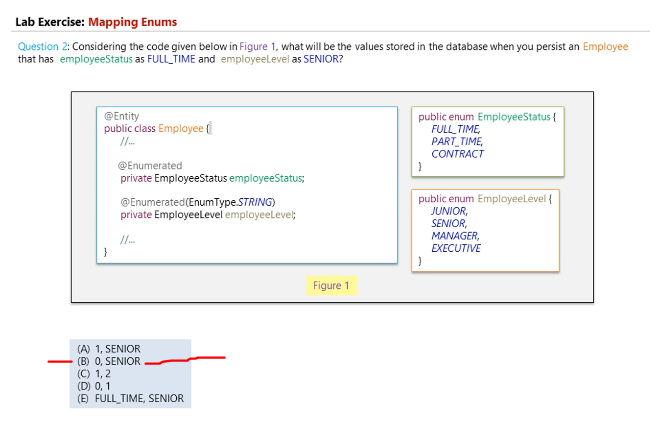 Lab Exercise: Mapping Enums
Question 2: Considering the code given below in Figure 1, what will be the values stored in the database when you persist an Employee
that has employeeStatus as FULL_TIME and employeeLevel as SENIOR?
@Entity
public class Employee {
//...
@Enumerated
private EmployeeStatus employeeStatus;
@Enumerated(EnumType.STRING)
private EmployeeLevel employeeLevel;
//...
}
public enum EmployeeStatus {
FULL_TIME,
PART_TIME,
CONTRACT
}
public enum EmployeeLevel {
JUNIOR,
SENIOR,
MANAGER,
EXECUTIVE
}
Figure 1
(A) 1, SENIOR
(B) 0, SENIOR
(C) 1, 2
(D) 0, 1
(E) FULL_TIME, SENIOR